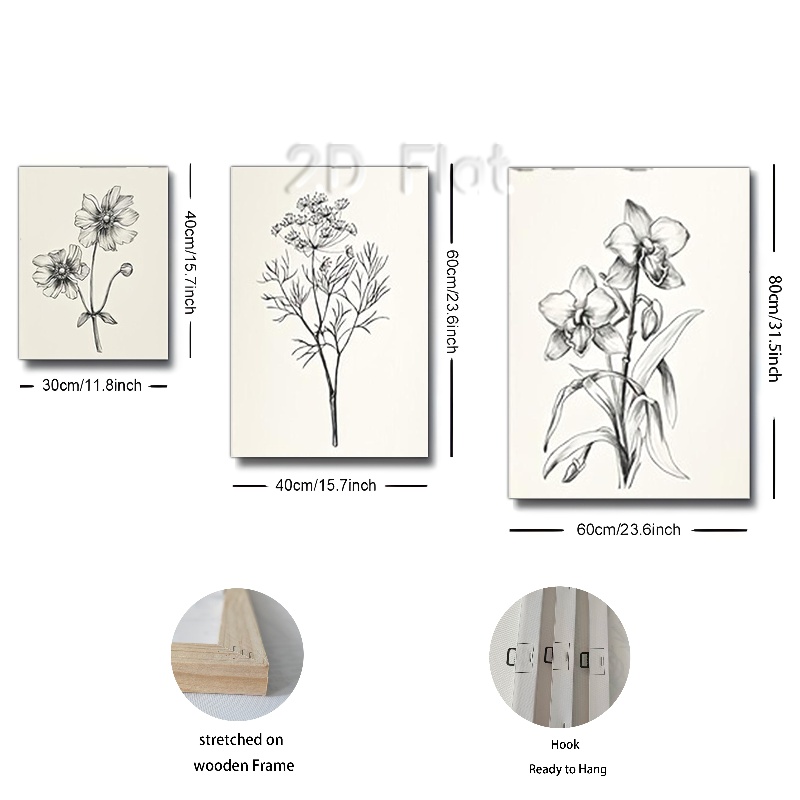 2D Flat
40cm/15.7inch
30cm/11.8inch
60cm/23.6inch
40cm/15.7inch
80cm/31.5inch
60cm/23.6inch
stretched on
wooden Frame
Hook
Ready to Hang